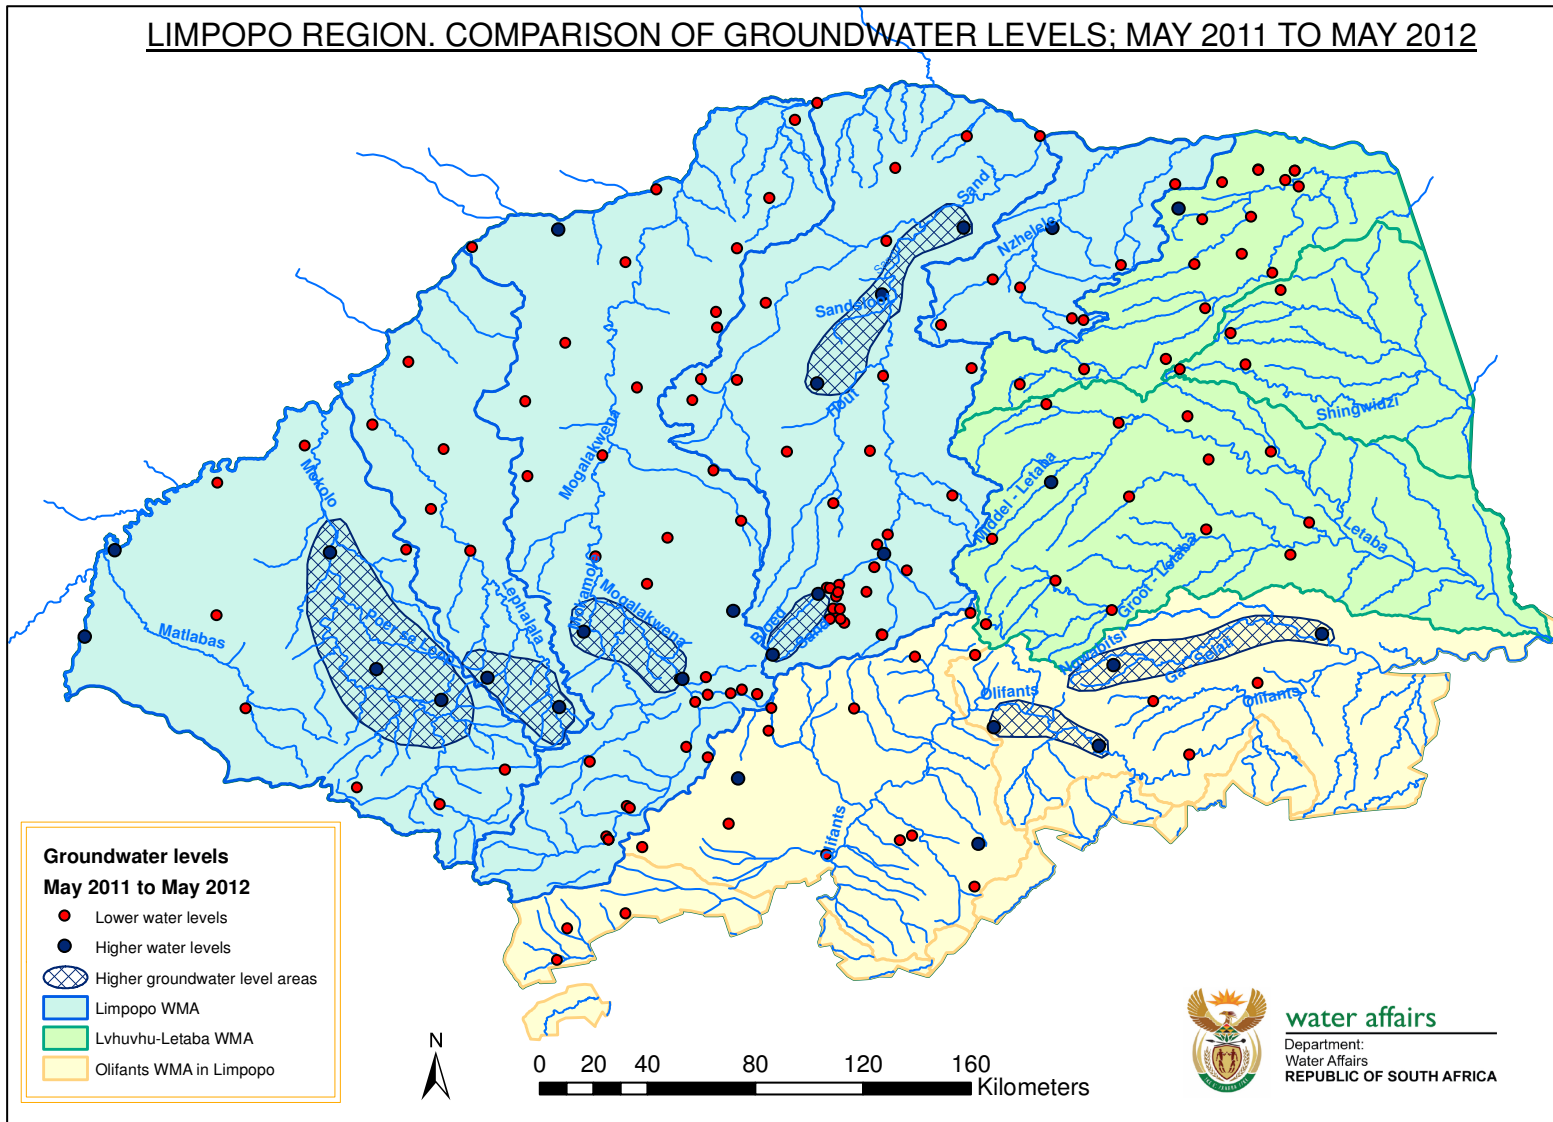 LIMPOPO REGION. COMPARISON OF GROUNDWATER LEVELS; MAY 2011 TO MAY 2012
Sand
Nzhelele
Sand
Sandsloot
Hout
Shingwidzi
Mogalakwena
Mokolo
Middel - Letaba
Letaba
Groot - Letaba
Lephalala
Mogalakwena
Poer se Loop
Matlabas
Sand
Ngwabitsi
Ga-Selati
Olifants
Olifants
Olifants
Groundwater levels
May 2011 to May 2012
Lower water levels
Higher water levels
Higher groundwater level areas
Limpopo WMA
Lvhuvhu-Letaba WMA
Olifants WMA in Limpopo
N
0 20 40 80 120 160
Kilometers
water affairs
Department:
Water Affairs
REPUBLIC OF SOUTH AFRICA